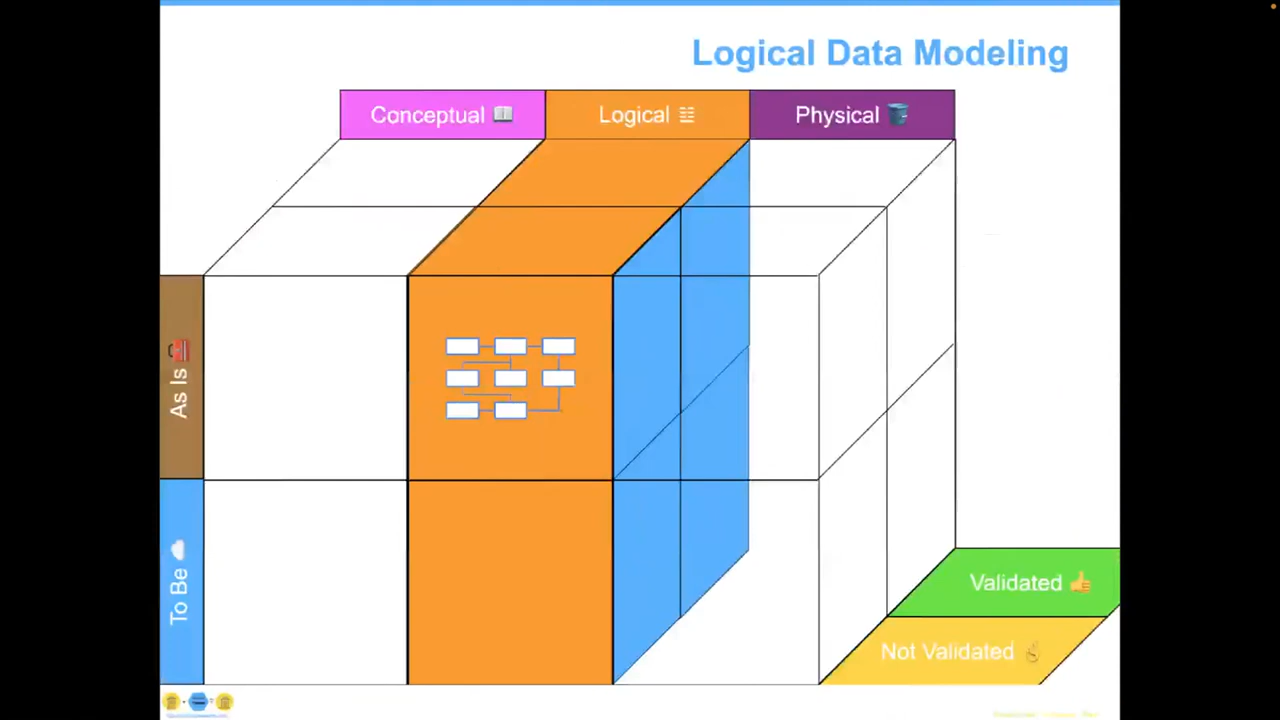 Logical Data Modeling
Conceptual
Logical
Physical
As Is
To Be
Validated
Not Validated